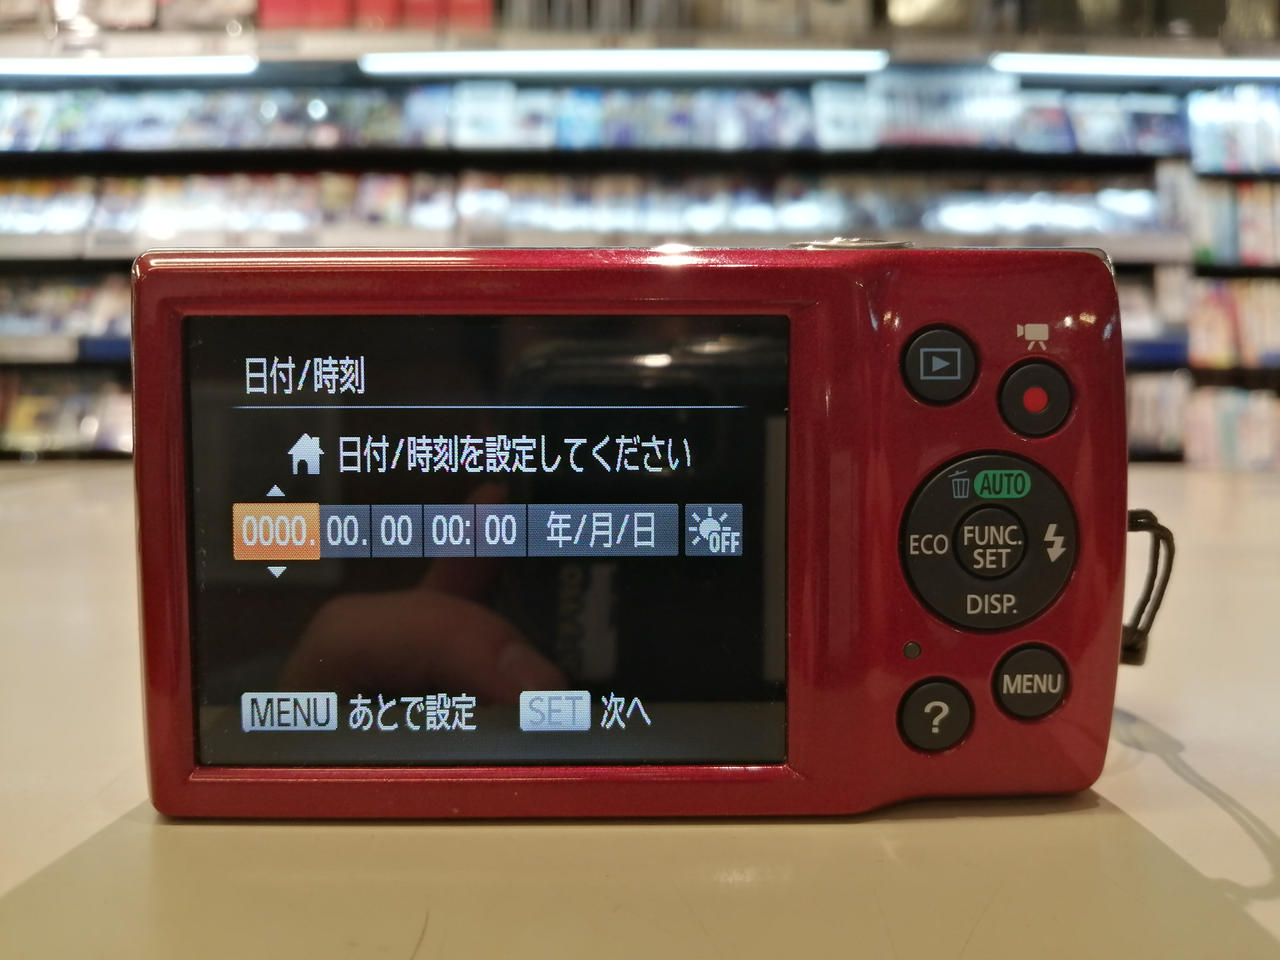 日付/時刻
日付/時刻を設定してください
0000. 00. 00 00: 00 年/月/日 OFF
MENU あとで設定 SET 次へ
AUTO
ECO FUNC. SET
DISP.
MENU
?